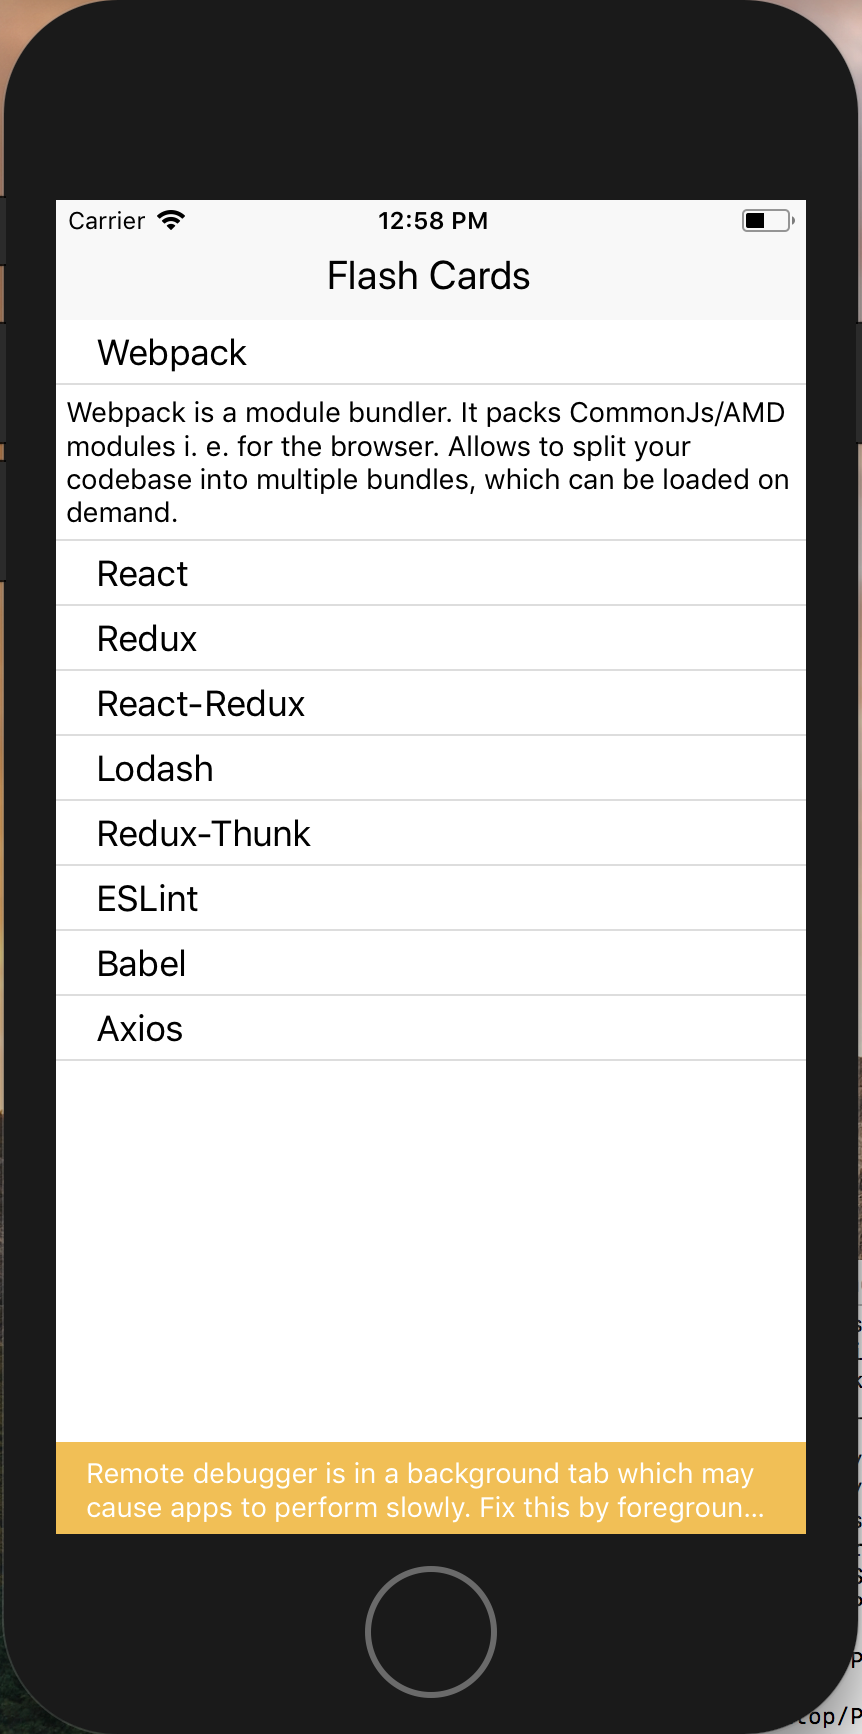 Carrier
12:58 PM
Flash Cards
Webpack
Webpack is a module bundler. It packs CommonJs/AMD
modules i. e. for the browser. Allows to split your
codebase into multiple bundles, which can be loaded on
demand.
React
Redux
React-Redux
Lodash
Redux-Thunk
ESLint
Babel
Axios
Remote debugger is in a background tab which may
cause apps to perform slowly. Fix this by foregroun...
top/P